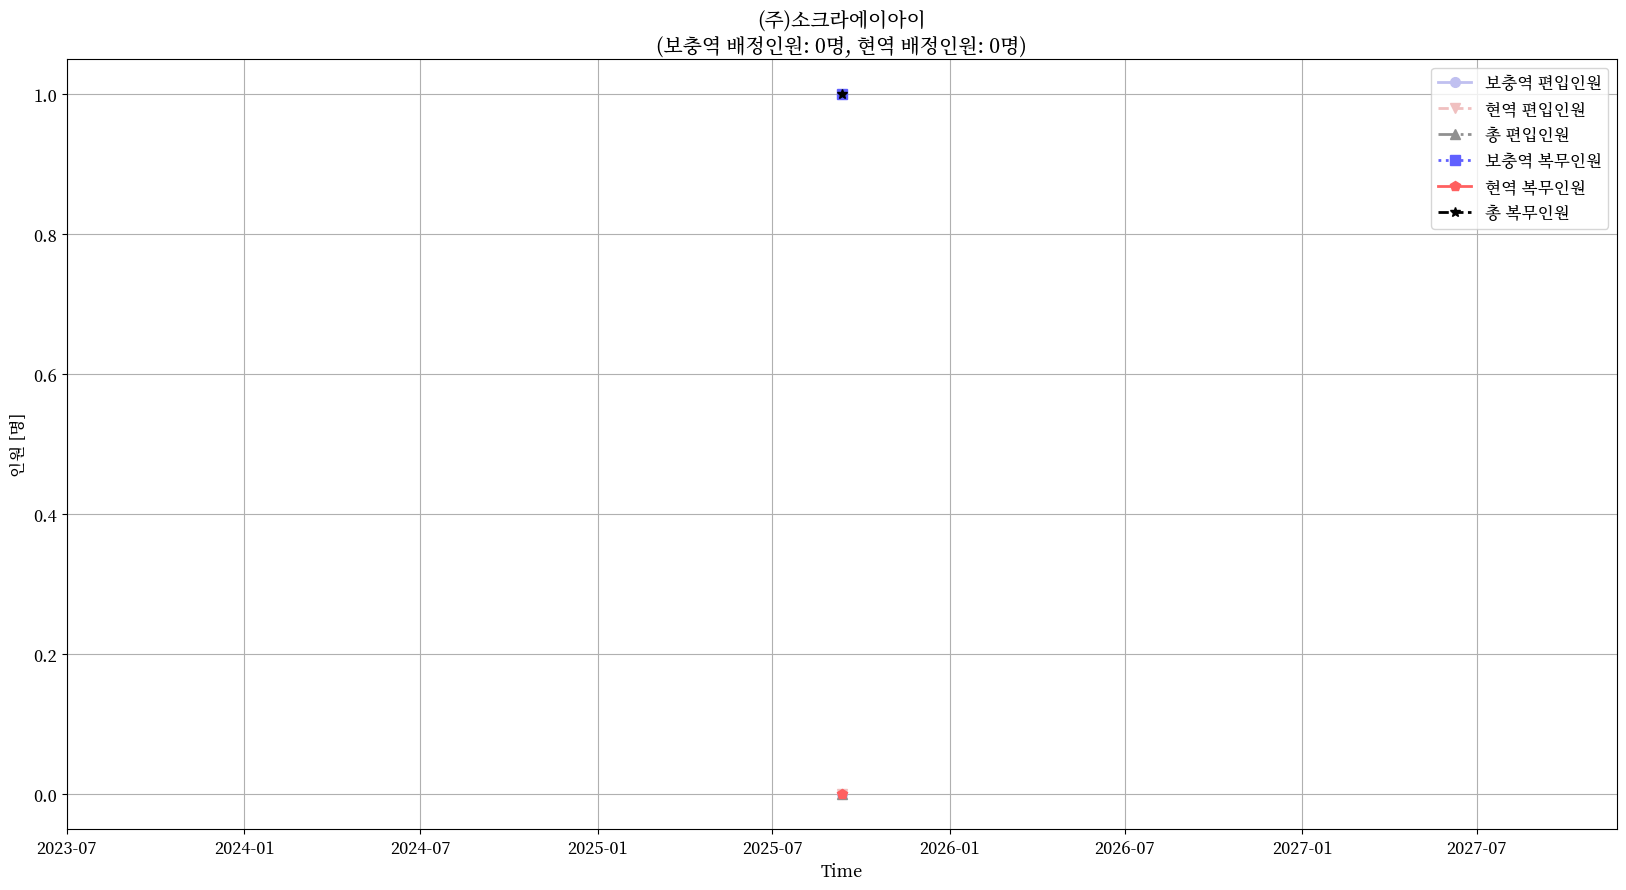 (주)소크라에이아이
(보충역 배정인원: 0명, 현역 배정인원: 0명)
보충역 편입인원
현역 편입인원
총 편입인원
보충역 복무인원
현역 복무인원
총 복무인원
1.0
0.8
0.6
0.4
0.2
0.0
인원 [명]
2023-07 2024-01 2024-07 2025-01 2025-07 2026-01 2026-07 2027-01 2027-07
Time